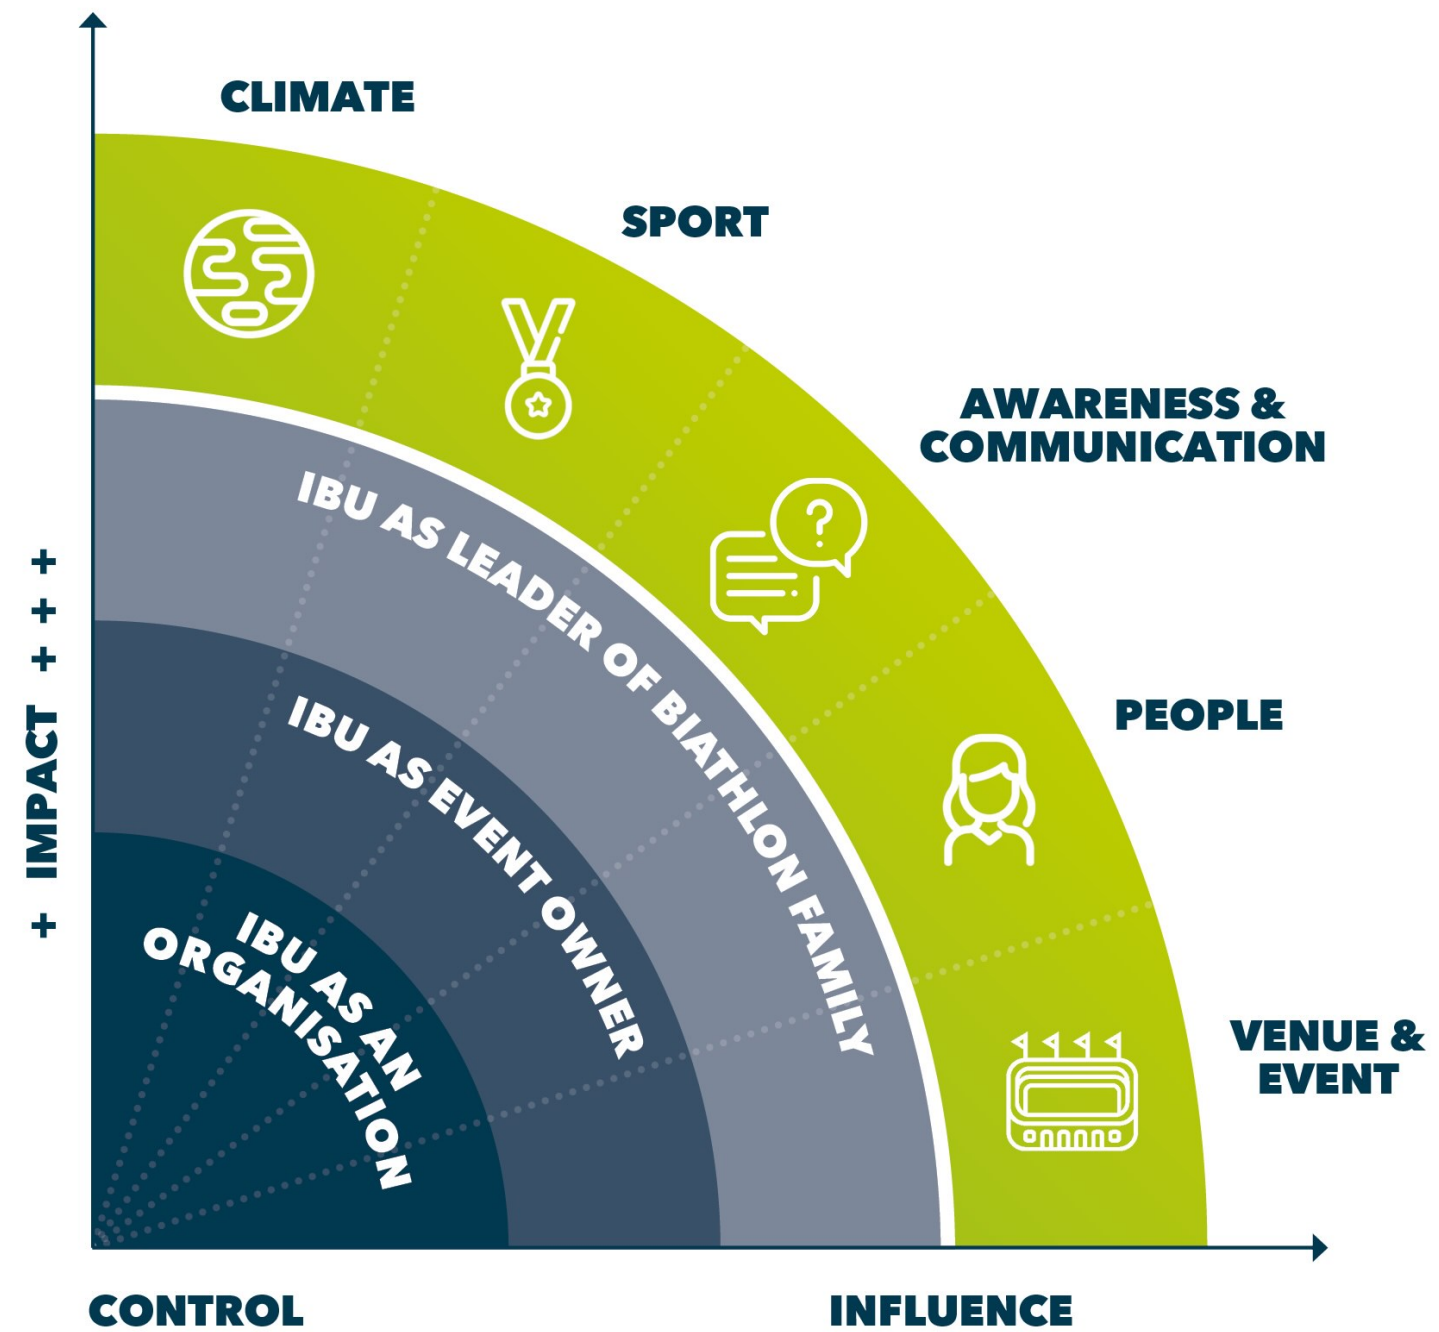 CLIMATE
SPORT
AWARENESS &
COMMUNICATION
PEOPLE
VENUE &
EVENT
IBU AS LEADER OF BIATHLON FAMILY
IBU AS EVENT OWNER
IBU AS AN
ORGANISATION
+ IMPACT + + +
CONTROL
INFLUENCE